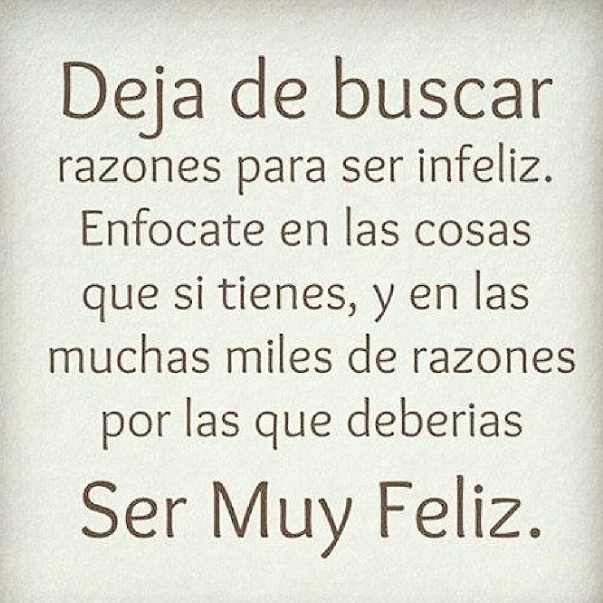 Deja de buscar
razones para ser infeliz.
Enfocate en las cosas
que si tienes, y en las
muchas miles de razones
por las que deberias
Ser Muy Feliz.